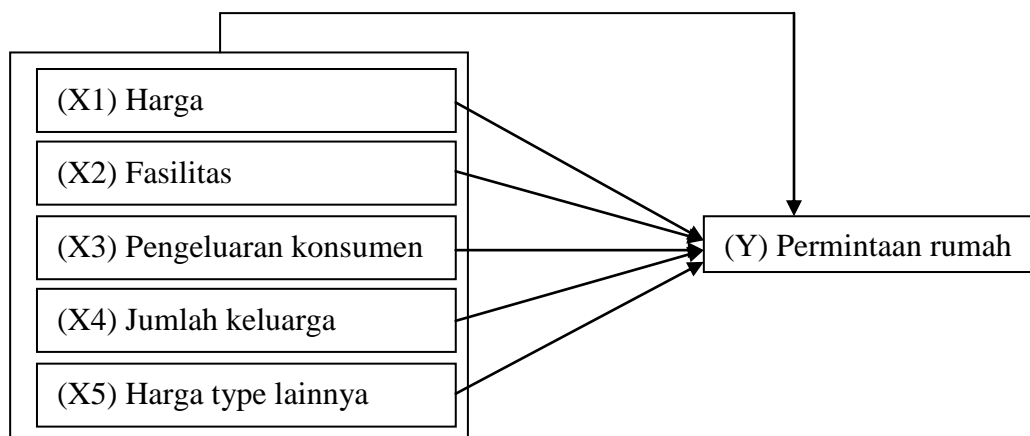 (X1) Harga
(X2) Fasilitas
(X3) Pengeluaran konsumen
(Y) Permintaan rumah
(X4) Jumlah keluarga
(X5) Harga type lainnya